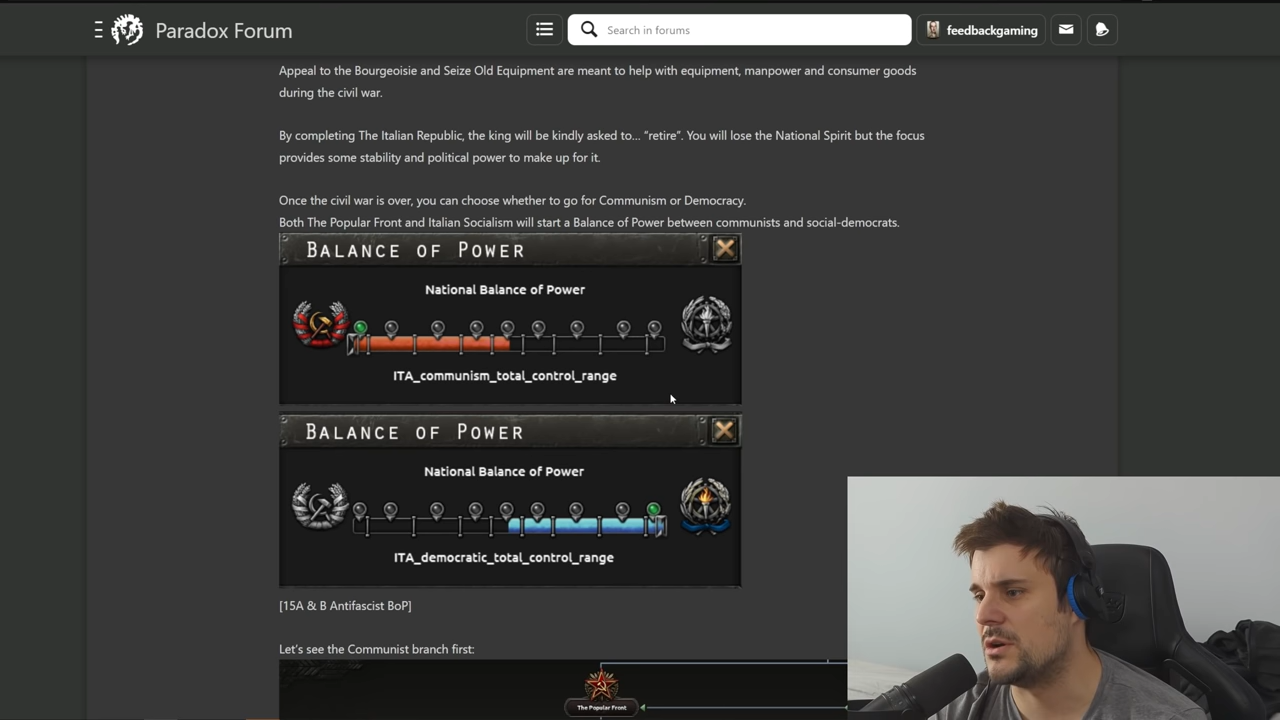 Paradox Forum
Search in forums
feedbackgaming
Appeal to the Bourgeoisie and Seize Old Equipment are meant to help with equipment, manpower and consumer goods
during the civil war.
By completing The Italian Republic, the king will be kindly asked to... “retire”. You will lose the National Spirit but the focus
provides some stability and political power to make up for it.
Once the civil war is over, you can choose whether to go for Communism or Democracy.
Both The Popular Front and Italian Socialism will start a Balance of Power between communists and social-democrats.
Balance of Power
National Balance of Power
ITA_communism_total_control_range
Balance of Power
National Balance of Power
ITA_democratic_total_control_range
[15A & B Antifascist BoP]
Let’s see the Communist branch first:
The Popular Front